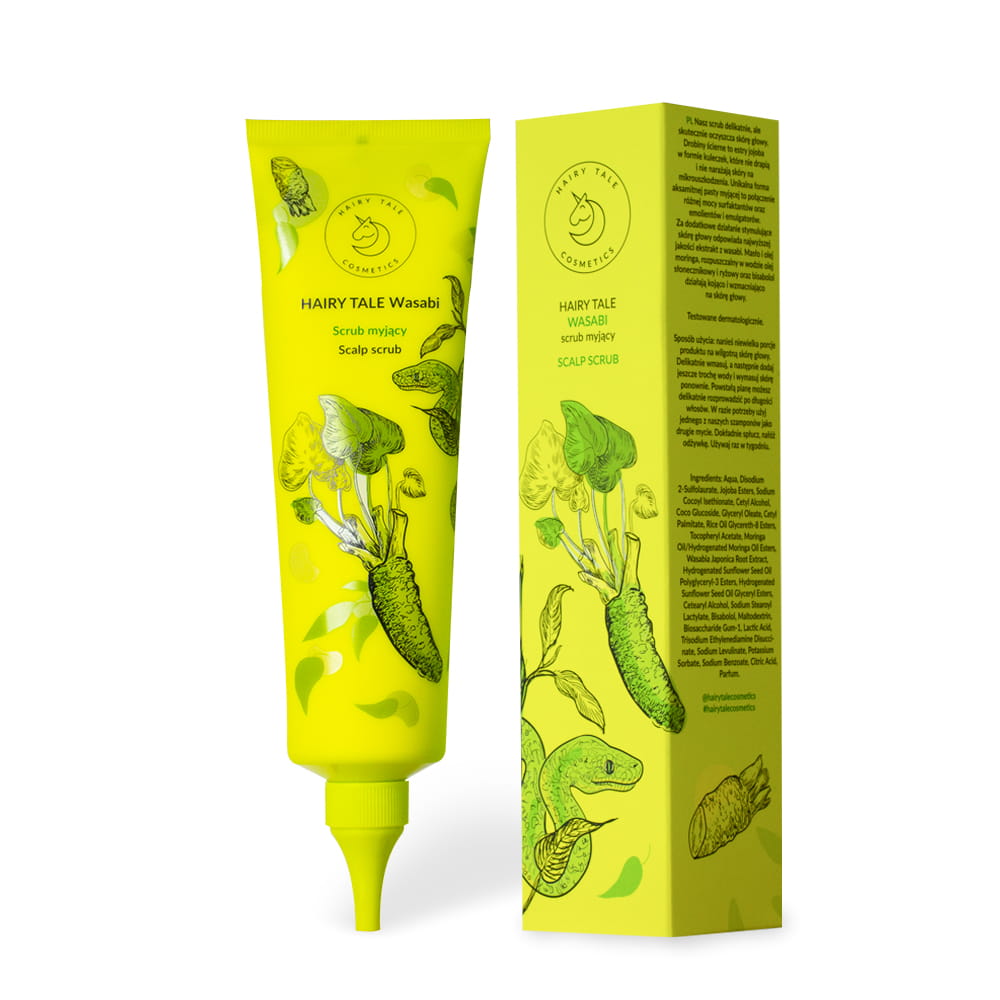 HAIRY TALE
COSMETICS
HAIRY TALE Wasabi
Scrub myjący
Scalp scrub
HAIRY TALE
COSMETICS
HAIRY TALE
WASABI
scrub myjący
SCALP SCRUB
PL Nasz scrub delikatnie, ale
skutecznie oczyszcza skórę głowy.
Drobiny ścierne to estry jojoba
w formie kuleczek, które nie drapią
i nie narażają skóry na
mikrouszkodzenia. Unikalna forma
aksamitnej pasty myjącej to połączenie
różnej mocy surfaktantów oraz
emolientów i emulgatorów.
Za dodatkowe działanie stymulujące
skórę głowy odpowiada najwyższej
jakości ekstrakt z wasabi. Masło i olej
moringa, rozpuszczalny w wodzie olej
słonecznikowy i ryżowy oraz bisabolol
działają kojąco i wzmacniająco
na skórę głowy.
Testowane dermatologicznie.
Sposób użycia: nanieś niewielka porcje
produktu na wilgotną skórę głowy.
Delikatnie wmasuj, a następnie dodaj
jeszcze trochę wody i wymasuj skórę
ponownie. Powstałą pianę możesz
delikatnie rozprowadzić po długości
włosów. W razie potrzeby użyj
jednego z naszych szamponów jako
drugie mycie. Dokładnie spłucz, nałóż
odżywkę. Używaj raz w tygodniu.
Ingredients: Aqua, Disodium
2-Sulfolaurate, Jojoba Esters, Sodium
Cocoyl Isethionate, Cetyl Alcohol,
Coco Glucoside, Glyceryl Oleate, Cetyl
Palmitate, Rice Oil Glycereth-8 Esters,
Tocopheryl Acetate, Moringa
Oil/Hydrogenated Moringa Oil Esters,
Wasabia Japonica Root Extract,
Hydrogenated Sunflower Seed Oil
Polyglyceryl-3 Esters, Hydrogenated
Sunflower Seed Oil Glyceryl Esters,
Cetearyl Alcohol, Sodium Stearoyl
Lactylate, Bisabolol, Maltodextrin,
Biosaccharide Gum-1, Lactic Acid,
Trisodium Ethylenediamine Disucci-
nate, Sodium Levulinate, Potassium
Sorbate, Sodium Benzoate, Citric Acid,
Parfum.
@hairytalecosmetics
#hairytalecosmetics